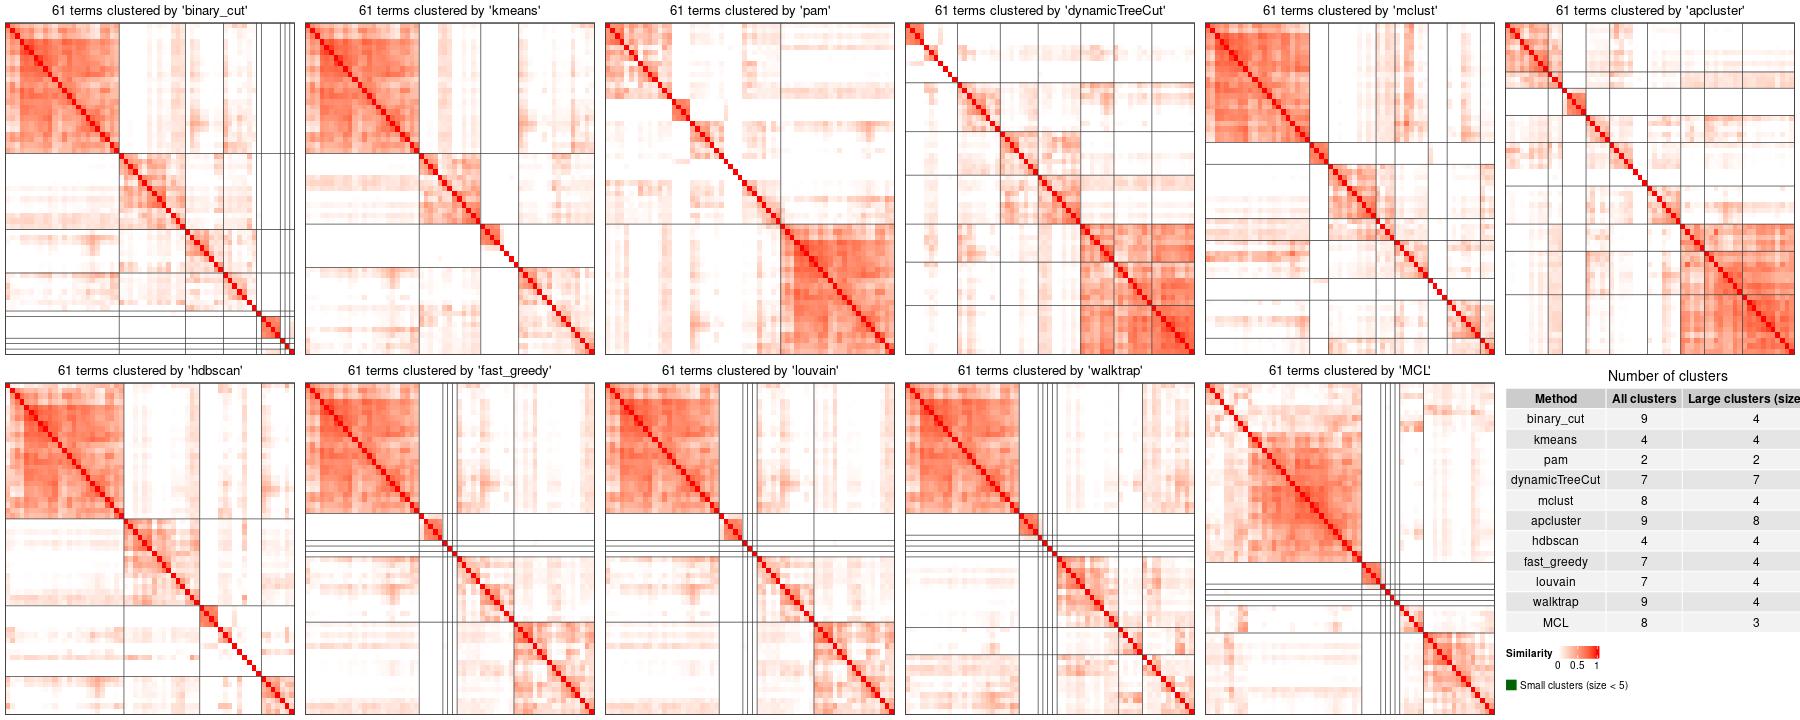 61 terms clustered by 'binary_cut'
61 terms clustered by 'kmeans'
61 terms clustered by 'pam'
61 terms clustered by 'dynamicTreeCut'
61 terms clustered by 'mclust'
61 terms clustered by 'apcluster'
61 terms clustered by 'hdbscan'
61 terms clustered by 'fast_greedy'
61 terms clustered by 'louvain'
61 terms clustered by 'walktrap'
61 terms clustered by 'MCL'
Number of clusters
Method All clusters Large clusters (size
binary_cut 9 4
kmeans 4 4
pam 2 2
dynamicTreeCut 7 7
mclust 8 4
apcluster 9 8
hdbscan 4 4
fast_greedy 7 4
louvain 7 4
walktrap 9 4
MCL 8 3
Similarity
0 0.5 1
Small clusters (size < 5)